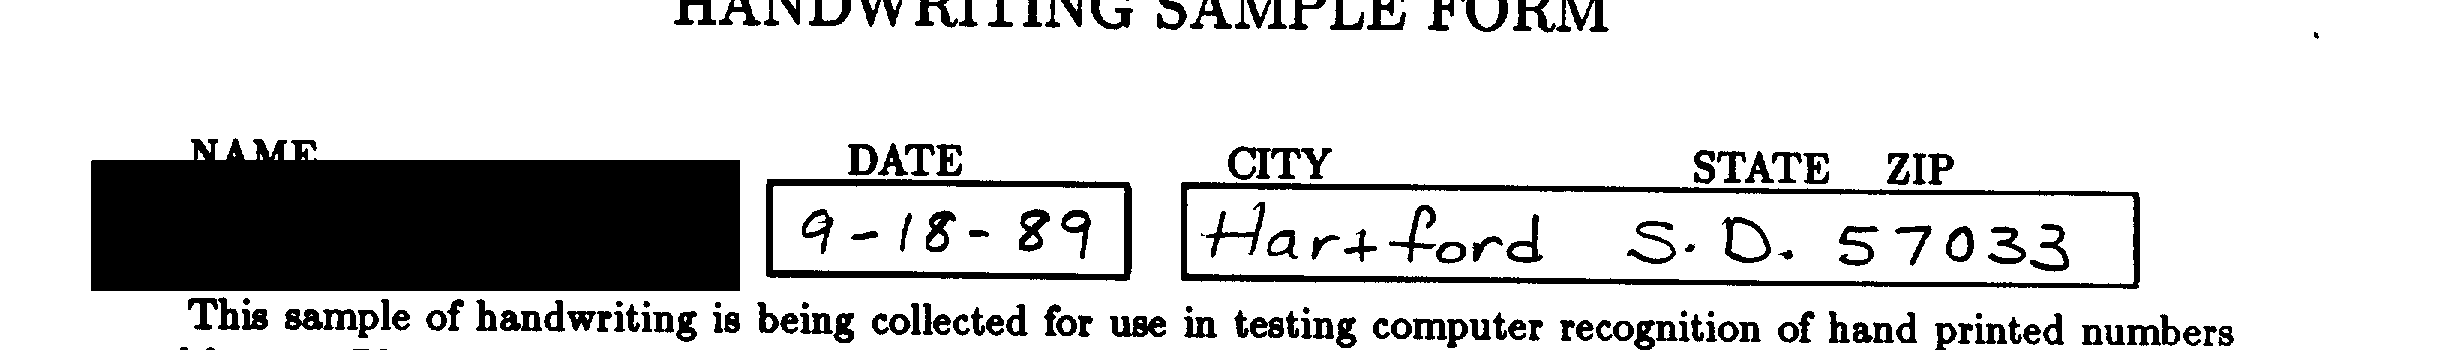 HANDWRITING SAMPLE FORM
NAME DATE CITY STATE ZIP
9-18-89 Hartford S.D. 57033
This sample of handwriting is being collected for use in testing computer recognition of hand printed numbers